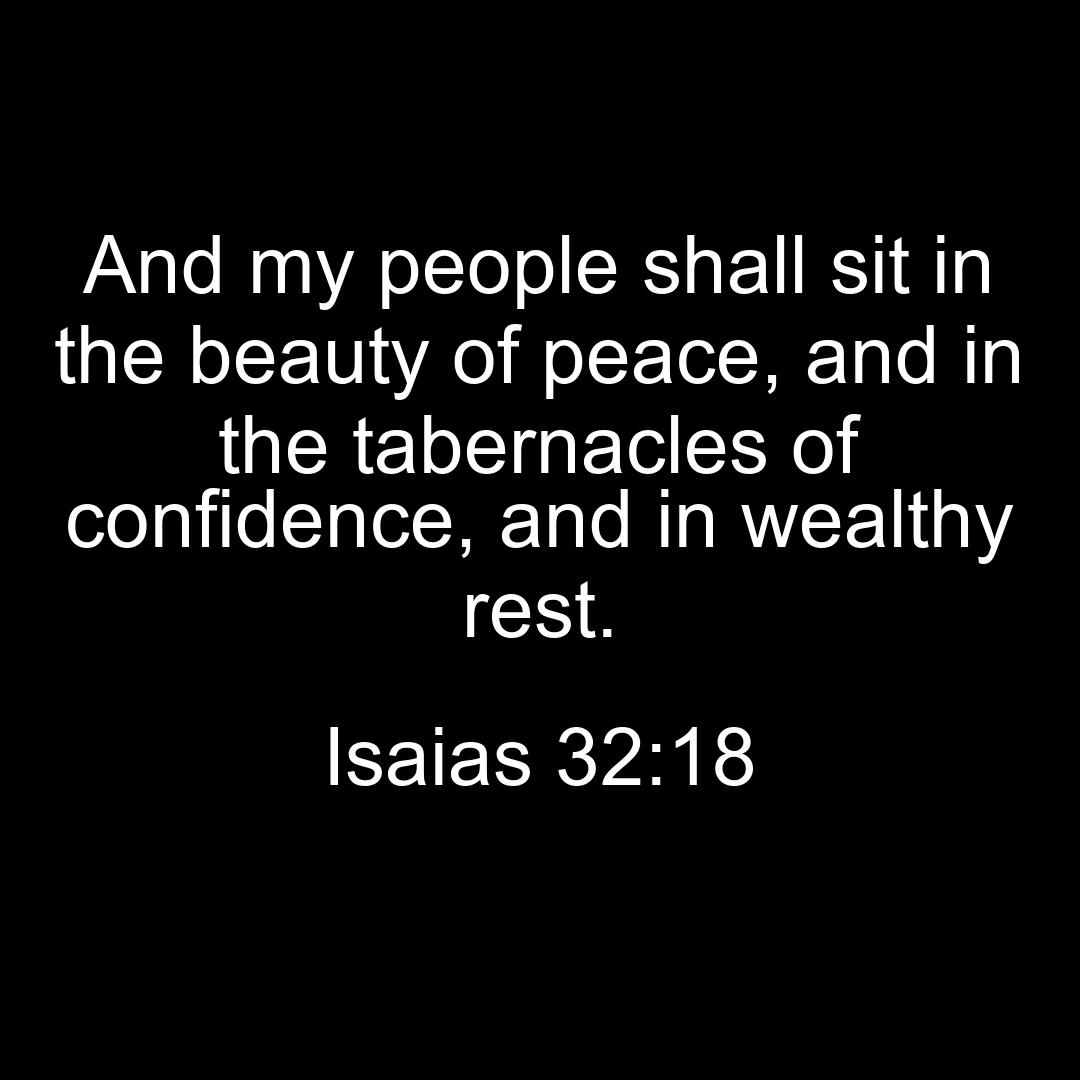 And my people shall sit in
the beauty of peace, and in
the tabernacles of
confidence, and in wealthy
rest.
Isaias 32:18